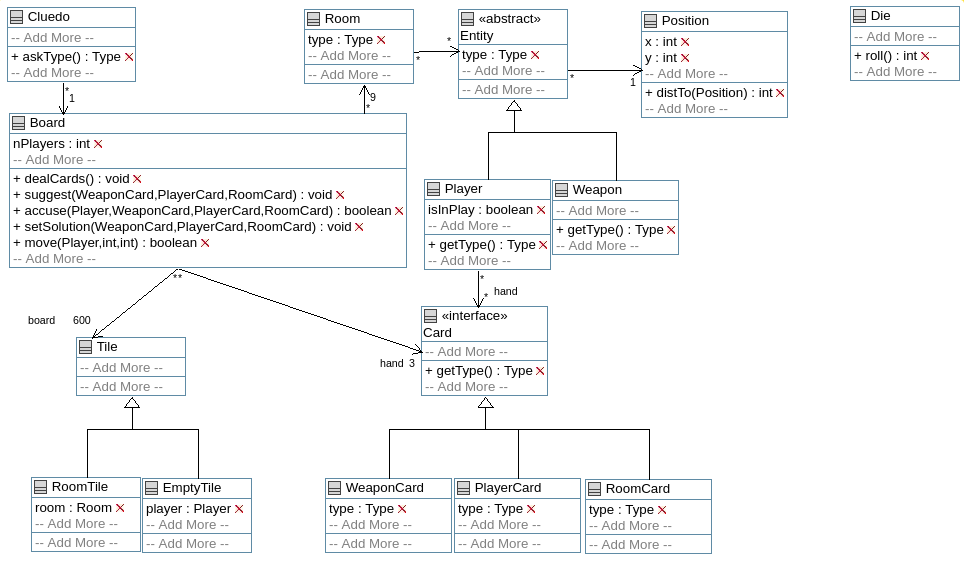 Cluedo
-- Add More --
+ askType() : Type
-- Add More --
*
1
Room
type : Type
-- Add More --
-- Add More --
*
*
9
*
«abstract»
Entity
type : Type
-- Add More --
-- Add More --
*
1
Position
x : int
y : int
-- Add More --
+ distTo(Position) : int
-- Add More --
Die
-- Add More --
+ roll() : int
-- Add More --
Board
nPlayers : int
-- Add More --
+ dealCards() : void
+ suggest(WeaponCard,PlayerCard,RoomCard) : void
+ accuse(Player,WeaponCard,PlayerCard,RoomCard) : boolean
+ setSolution(WeaponCard,PlayerCard,RoomCard) : void
+ move(Player,int,int) : boolean
-- Add More --
**
Player
isInPlay : boolean
-- Add More --
+ getType() : Type
-- Add More --
Weapon
-- Add More --
+ getType() : Type
-- Add More --
*
* hand
board 600
hand 3
Tile
-- Add More --
-- Add More --
«interface»
Card
-- Add More --
+ getType() : Type
-- Add More --
RoomTile
room : Room
-- Add More --
-- Add More --
EmptyTile
player : Player
-- Add More --
-- Add More --
WeaponCard
type : Type
-- Add More --
-- Add More --
PlayerCard
type : Type
-- Add More --
-- Add More --
RoomCard
type : Type
-- Add More --
-- Add More --